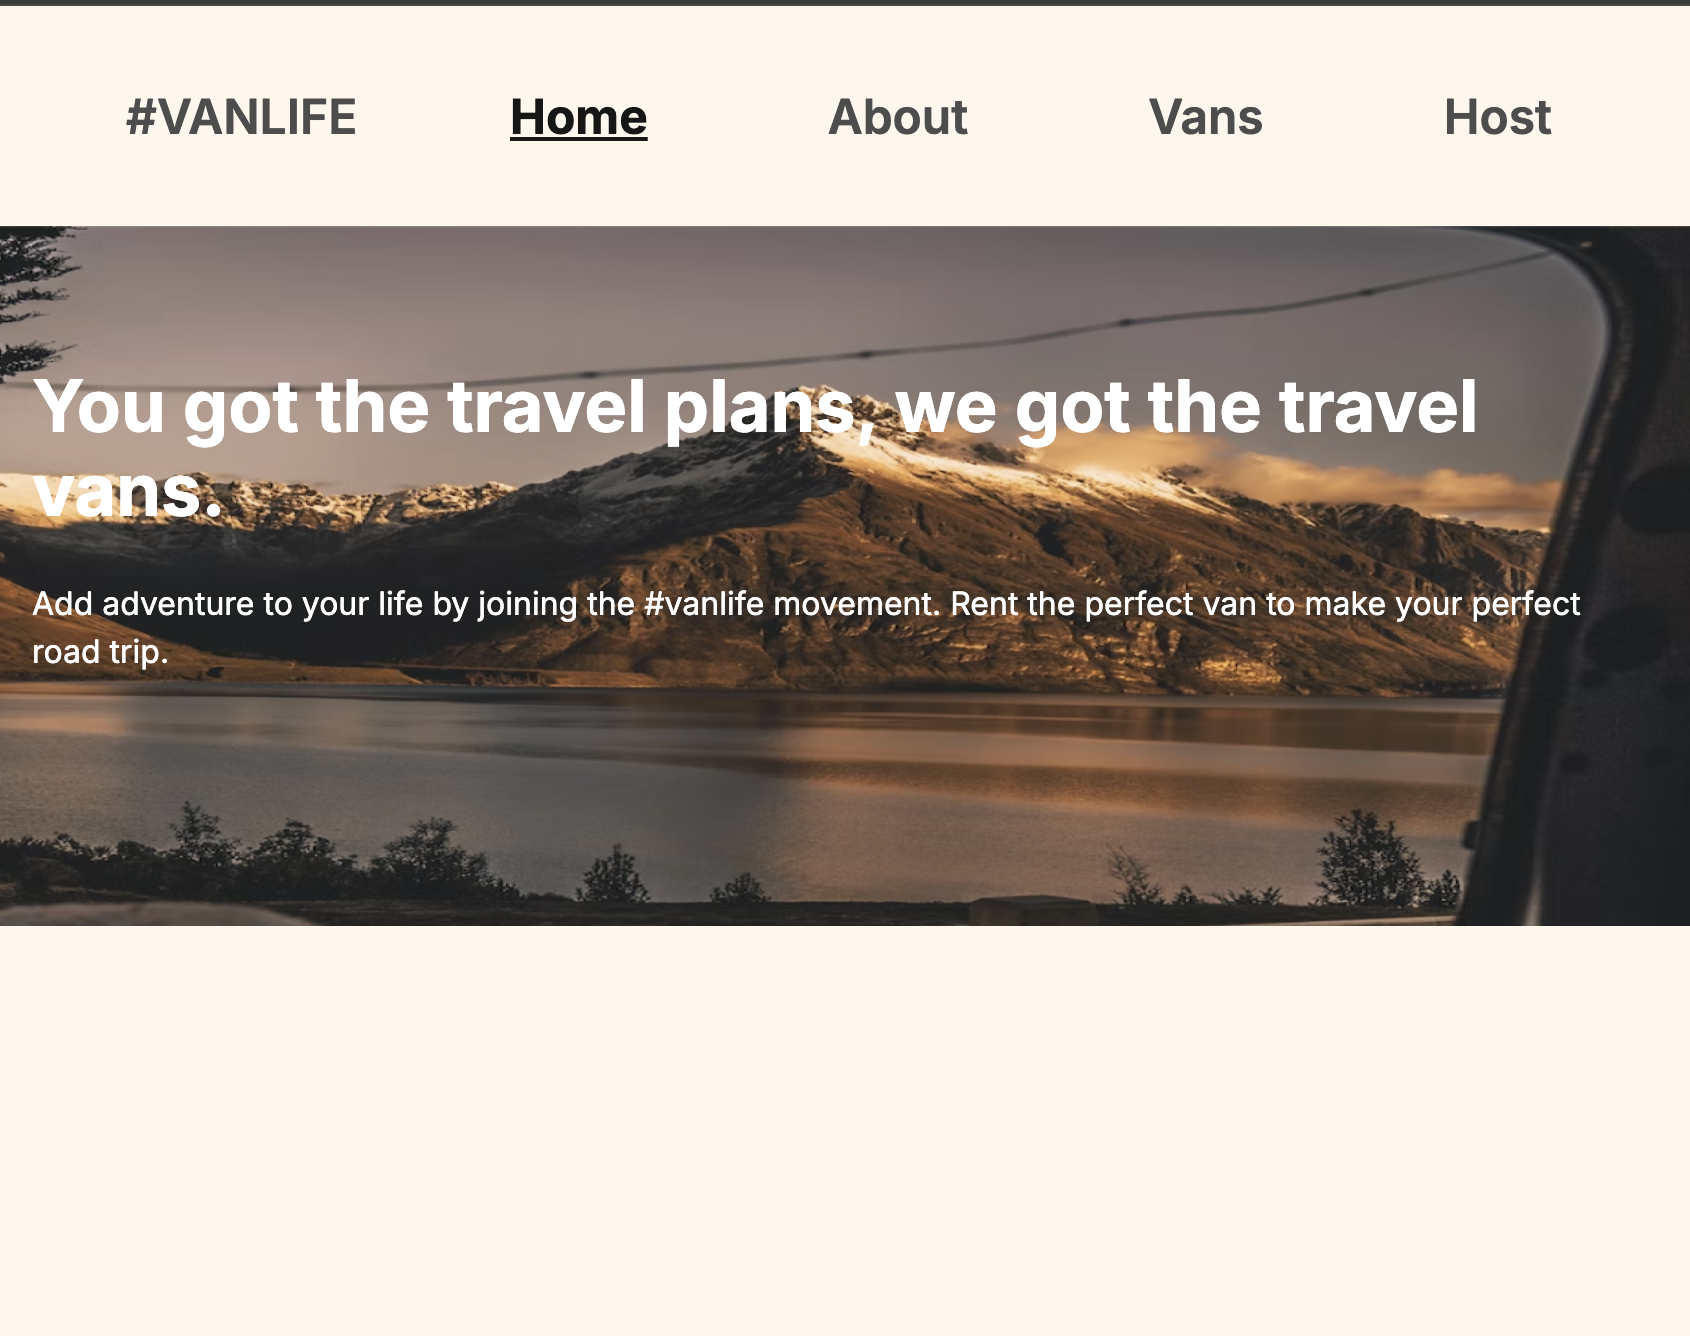 #VANLIFE Home About Vans Host
You got the travel plans, we got the travel
vans.
Add adventure to your life by joining the #vanlife movement. Rent the perfect van to make your perfect
road trip.